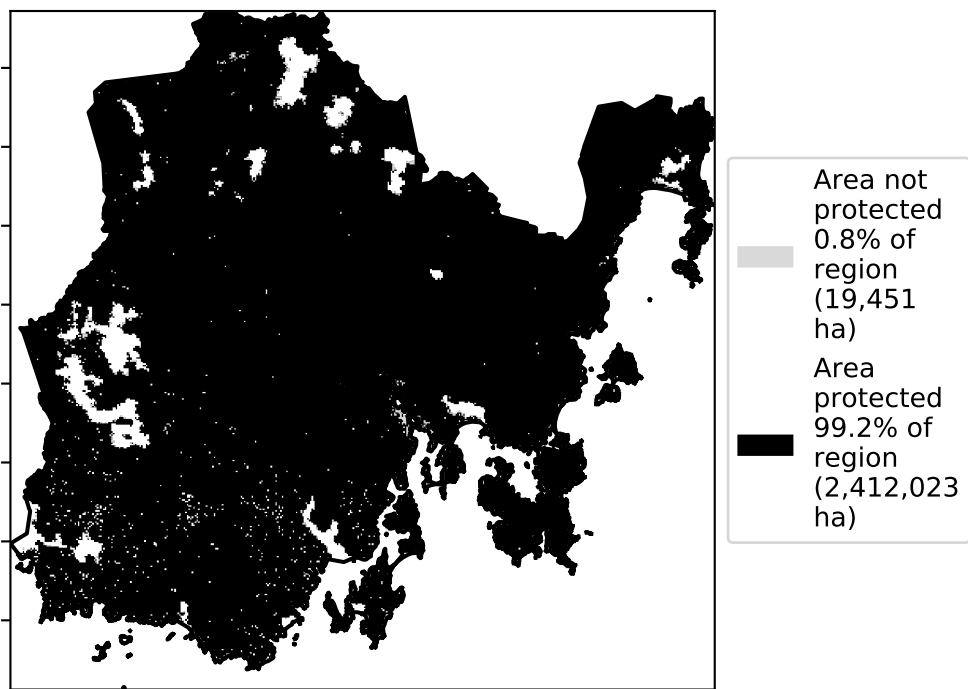 Area not
protected
0.8% of
region
(19,451
ha)
Area
protected
99.2% of
region
(2,412,023
ha)